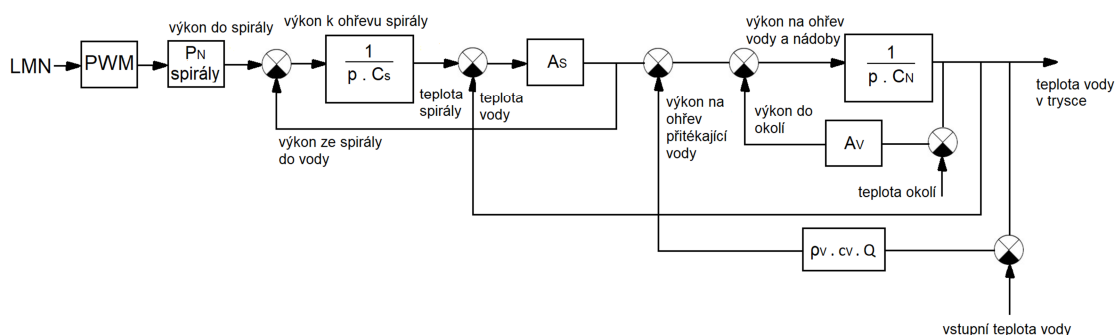 výkon do spirály
výkon k ohřevu spirály
výkon na ohřev
vody a nádoby
LMN
PWM
PN
spirály
1
p . Cs
AS
1
p . CN
teplota
spirály
teplota
vody
teplota vody
v trysce
výkon na
ohřev
přitékající
vody
výkon do
okolí
AV
výkon ze spirály
do vody
teplota okolí
ρV . cV . Q
vstupní teplota vody